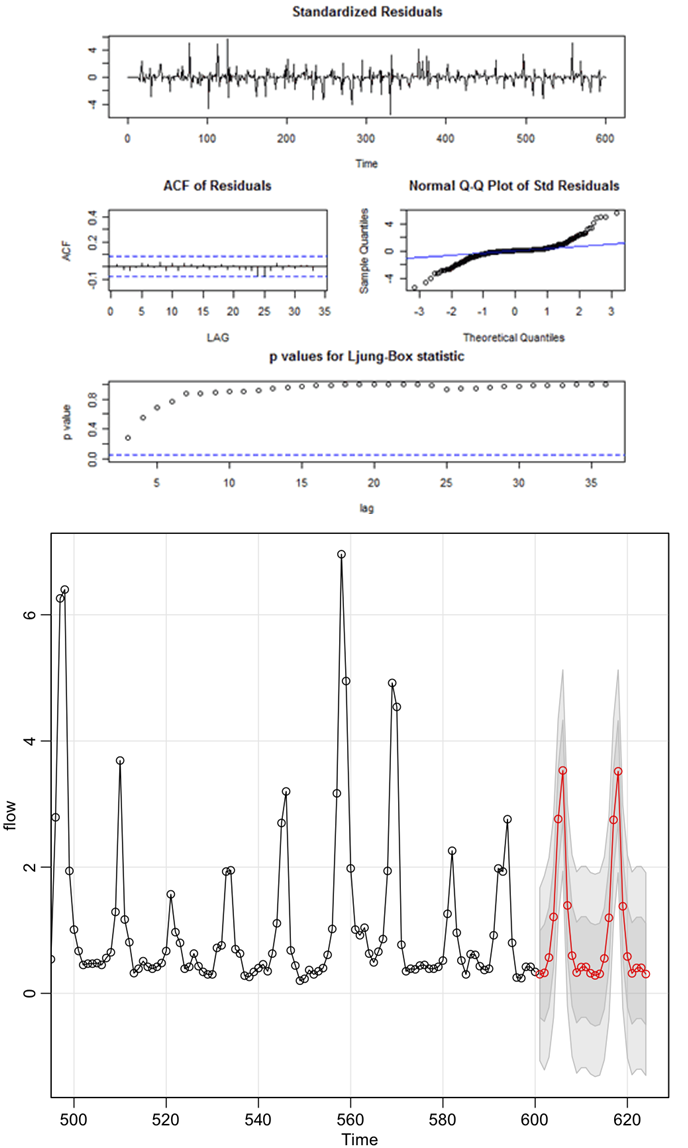 Standardized Residuals
4
0
-4
0 100 200 300 400 500 600
Time
ACF of Residuals
ACF
0.4
0.2
-0.1
0 5 10 15 20 25 30 35
LAG
Normal Q-Q Plot of Std Residuals
Sample Quantiles
4
0
-4
-3 -2 -1 0 1 2 3
Theoretical Quantiles
p values for Ljung-Box statistic
p value
0.8
0.4
0.0
5 10 15 20 25 30 35
lag
flow
6
4
2
0
500 520 540 560 580 600 620
Time